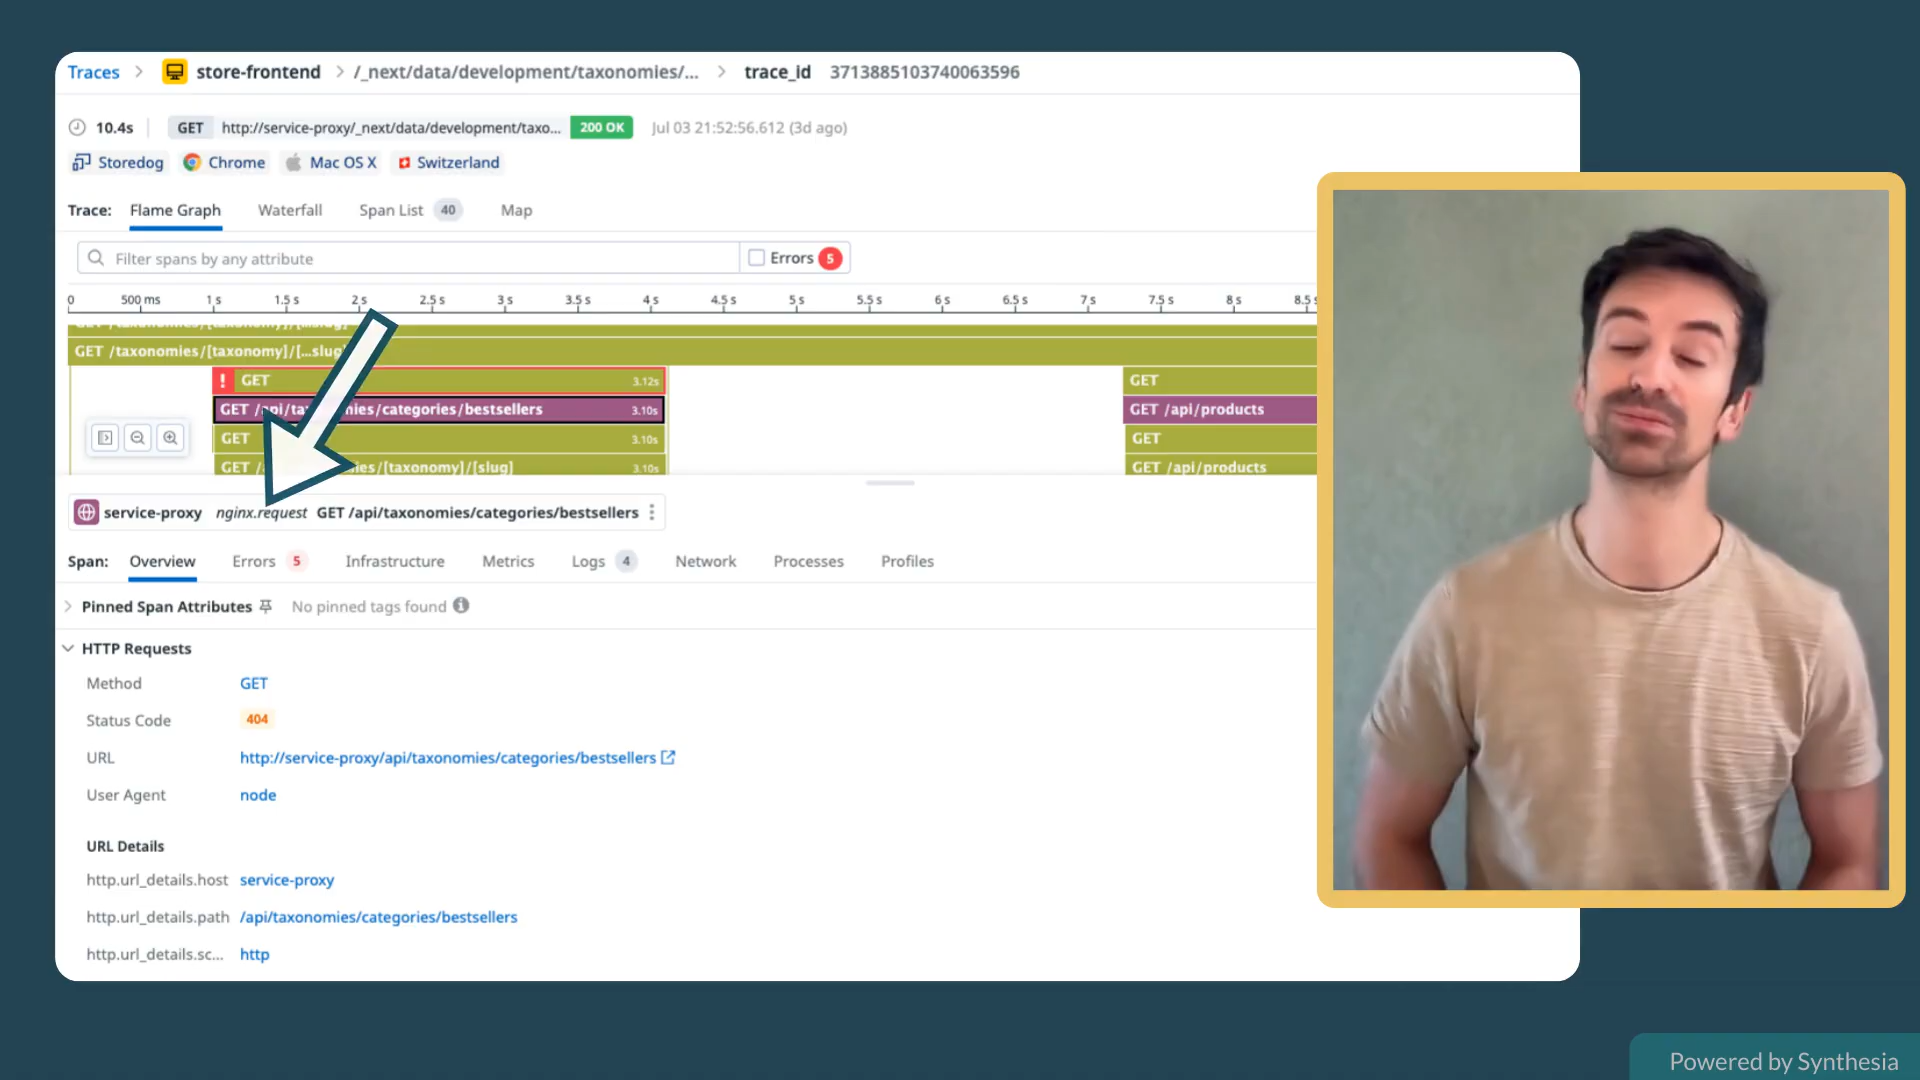 Traces > store-frontend > /_next/data/development/taxonomies/... > trace_id 3713885103740063596
10.4s GET http://service-proxy/_next/data/development/taxo... 200 OK Jul 03 21:52:56.612 (3d ago)
Storedog Chrome Mac OS X Switzerland
Trace: Flame Graph Waterfall Span List 40 Map
Filter spans by any attribute Errors 5
0 500 ms 1 s 1.5 s 2 s 2.5 s 3 s 3.5 s 4 s 4.5 s 5 s 5.5 s 6 s 6.5 s 7 s 7.5 s 8 s 8.5 s
GET /taxonomies/[taxonomy]/[...slug]
GET /taxonomies/[taxonomy]/[...slug]
! GET 3.12s GET
GET /api/taxonomies/categories/bestsellers 3.10s GET /api/products
GET 3.10s GET
GET /[taxonomy]/[slug] 3.10s GET /api/products
service-proxy nginx.request GET /api/taxonomies/categories/bestsellers
Span: Overview Errors 5 Infrastructure Metrics Logs 4 Network Processes Profiles
Pinned Span Attributes No pinned tags found
HTTP Requests
Method GET
Status Code 404
URL http://service-proxy/api/taxonomies/categories/bestsellers
User Agent node
URL Details
http.url_details.host service-proxy
http.url_details.path /api/taxonomies/categories/bestsellers
http.url_details.sc... http
Powered by Synthesia